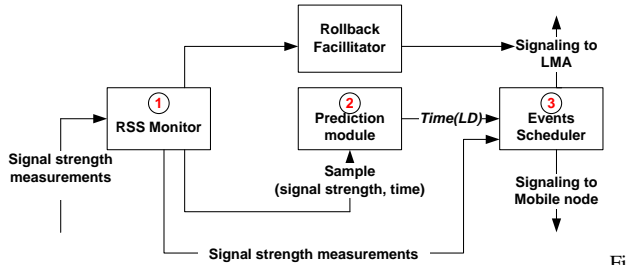 Rollback
Facillitator
Signaling to
LMA
1
RSS Monitor
2
Prediction
module
Time(LD)
3
Events
Scheduler
Signal strength
measurements
Sample
(signal strength, time)
Signaling to
Mobile node
Signal strength measurements
Fi